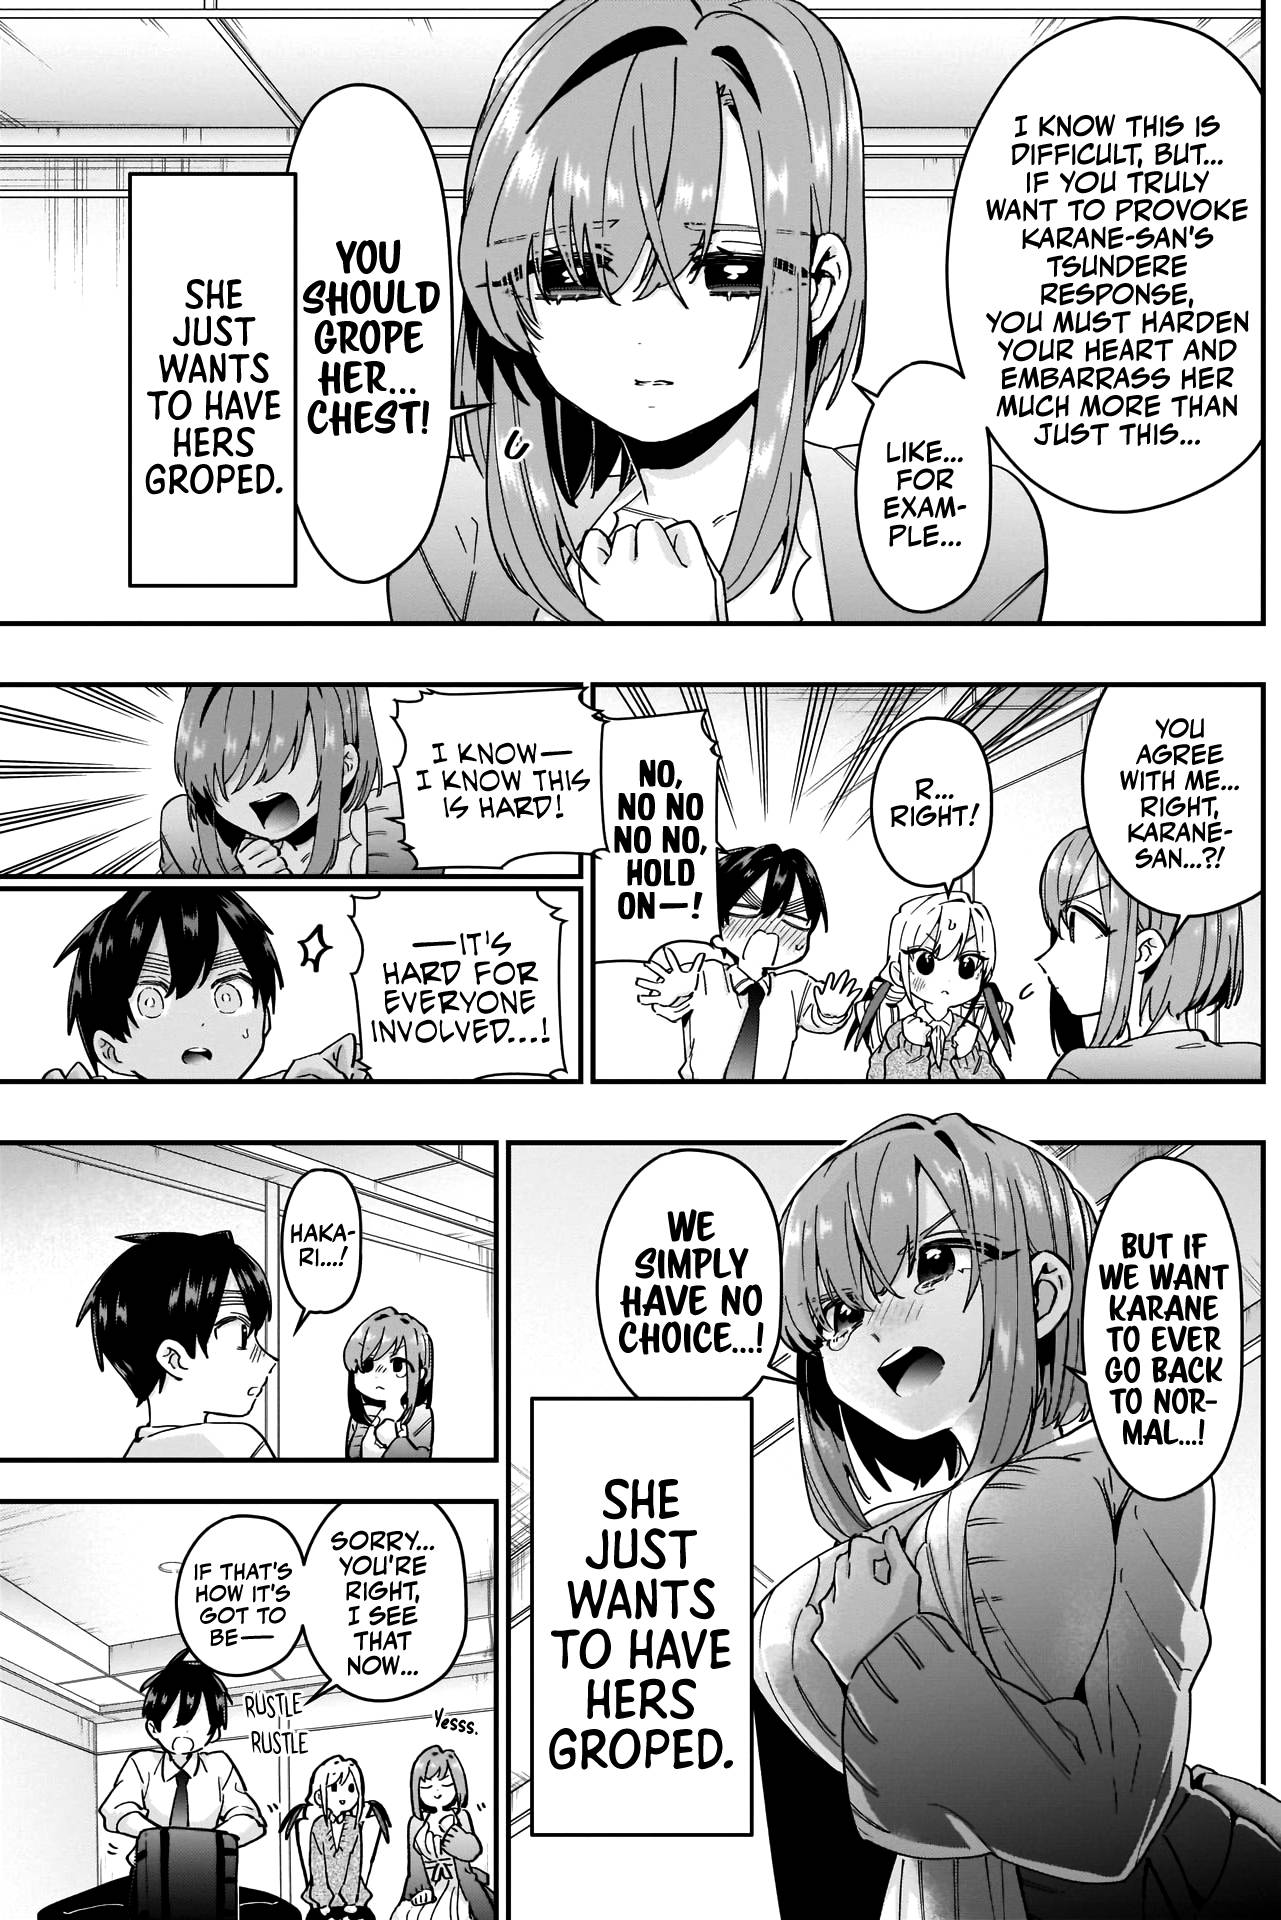 I KNOW THIS IS
DIFFICULT, BUT...
IF YOU TRULY
WANT TO PROVOKE
KARANE-SAN'S
TSUNDERE
RESPONSE,
YOU MUST HARDEN
YOUR HEART AND
EMBARRASS HER
MUCH MORE THAN
JUST THIS...
LIKE...
FOR
EXAM-
PLE...
YOU
SHOULD
GROPE
HER...
CHEST!
SHE
JUST
WANTS
TO HAVE
HERS
GROPED.
YOU
AGREE
WITH ME...
RIGHT,
KARANE-
SAN...?!
R...
RIGHT!
NO,
NO NO
NO NO,
HOLD
ON—!
I KNOW—
I KNOW THIS
IS HARD!
—IT'S
HARD FOR
EVERYONE
INVOLVED...!
BUT IF
WE WANT
KARANE
TO EVER
GO BACK
TO NOR-
MAL...!
WE
SIMPLY
HAVE NO
CHOICE...!
SHE
JUST
WANTS
TO HAVE
HERS
GROPED.
HAKA-
RI...!
SORRY...
YOU'RE
RIGHT,
I SEE
THAT
NOW...
IF THAT'S
HOW IT'S
GOT TO
BE—
RUSTLE
RUSTLE
Yesss.